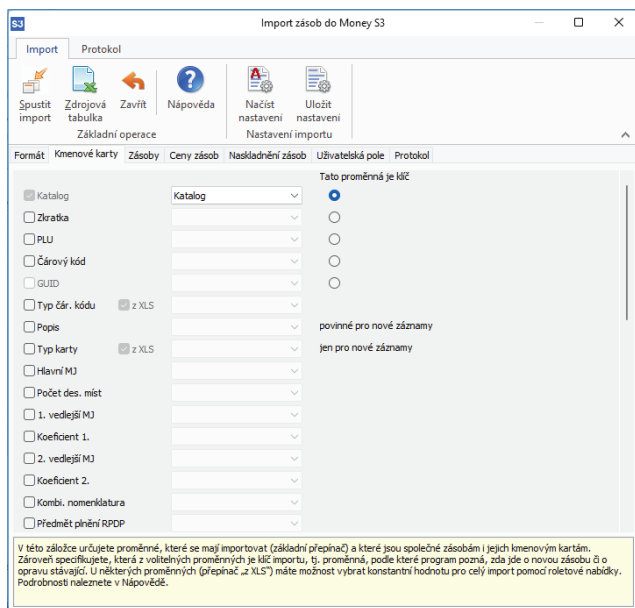 S3 Import zásob do Money S3
Import Protokol
Spustit import
Zdrojová tabulka
Zavřít
Nápověda
Načíst nastavení
Uložit nastavení
Základní operace
Nastavení importu
Formát Kmenové karty Zásoby Ceny zásob Naskladnění zásob Uživatelská pole Protokol
Tato proměnná je klíč
Katalog Katalog
Zkratka
PLU
Čárový kód
GUID
Typ čár. kódu z XLS
Popis povinné pro nové záznamy
Typ karty z XLS jen pro nové záznamy
Hlavní MJ
Počet des. míst
1. vedlejší MJ
Koeficient 1.
2. vedlejší MJ
Koeficient 2.
Kombi. nomenklatura
Předmět plnění RPDP
V této záložce určujete proměnné, které se mají importovat (základní přepínač) a které jsou společné zásobám i jejich kmenovým kartám.
Zároveň specifikujete, která z volitelných proměnných je klíč importu, tj. proměnná, podle které program pozná, zda jde o novou zásobu či o
opravu stávající. U některých proměnných (přepínač „z XLS") máte možnost vybrat konstantní hodnotu pro celý import pomocí roletové nabídky.
Podrobnosti naleznete v Nápovědě.